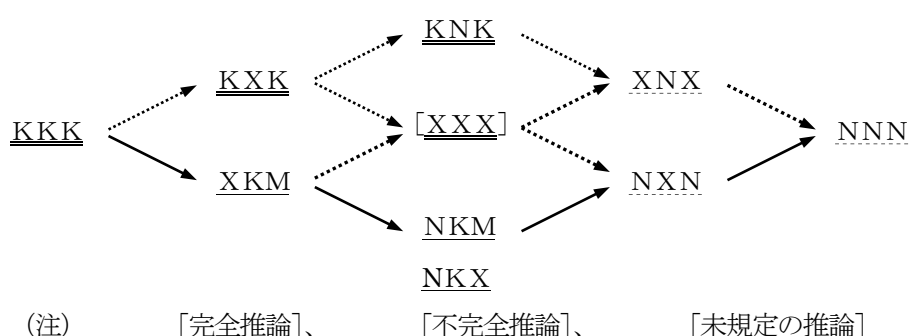 KNK
KXK
XNX
KKK
[XXX]
NNN
XKM
NXN
NKM
NKX
(注) [完全推論]、 [不完全推論]、 [未規定の推論]